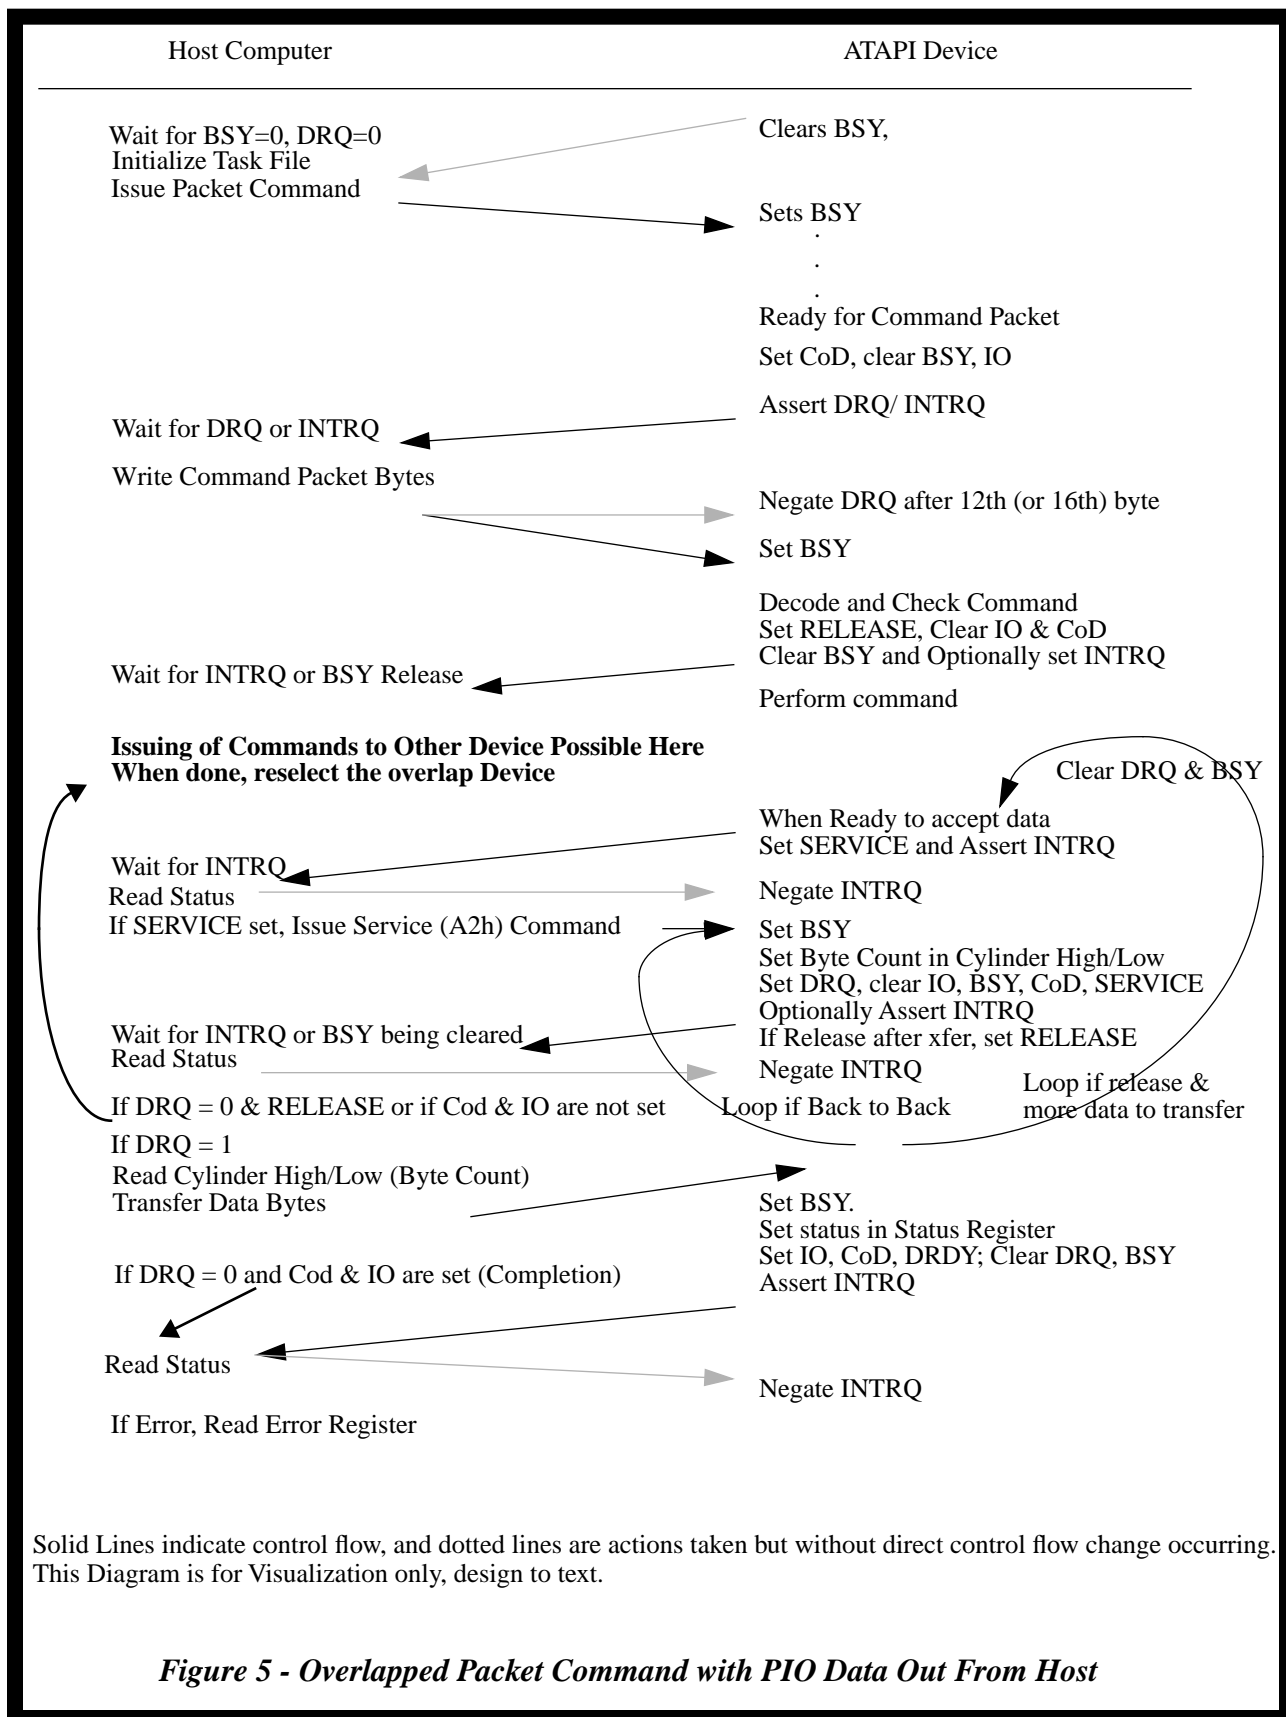 Host Computer
ATAPI Device
Wait for BSY=0, DRQ=0
Initialize Task File
Issue Packet Command
Clears BSY,
Sets BSY
.
.
.
Ready for Command Packet
Set CoD, clear BSY, IO
Assert DRQ/ INTRQ
Wait for DRQ or INTRQ
Write Command Packet Bytes
Negate DRQ after 12th (or 16th) byte
Set BSY
Decode and Check Command
Set RELEASE, Clear IO & CoD
Clear BSY and Optionally set INTRQ
Wait for INTRQ or BSY Release
Perform command
Issuing of Commands to Other Device Possible Here
When done, reselect the overlap Device
Clear DRQ & BSY
When Ready to accept data
Set SERVICE and Assert INTRQ
Wait for INTRQ
Read Status
If SERVICE set, Issue Service (A2h) Command
Negate INTRQ
Set BSY
Set Byte Count in Cylinder High/Low
Set DRQ, clear IO, BSY, CoD, SERVICE
Optionally Assert INTRQ
If Release after xfer, set RELEASE
Wait for INTRQ or BSY being cleared
Read Status
Negate INTRQ
Loop if release &
more data to transfer
If DRQ = 0 & RELEASE or if Cod & IO are not set
Loop if Back to Back
If DRQ = 1
Read Cylinder High/Low (Byte Count)
Transfer Data Bytes
Set BSY.
Set status in Status Register
Set IO, CoD, DRDY; Clear DRQ, BSY
Assert INTRQ
If DRQ = 0 and Cod & IO are set (Completion)
Read Status
Negate INTRQ
If Error, Read Error Register
Solid Lines indicate control flow, and dotted lines are actions taken but without direct control flow change occurring.
This Diagram is for Visualization only, design to text.
Figure 5 - Overlapped Packet Command with PIO Data Out From Host